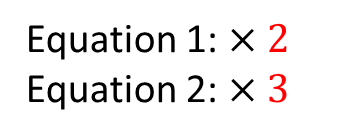 Equation 1: × 2
Equation 2: × 3